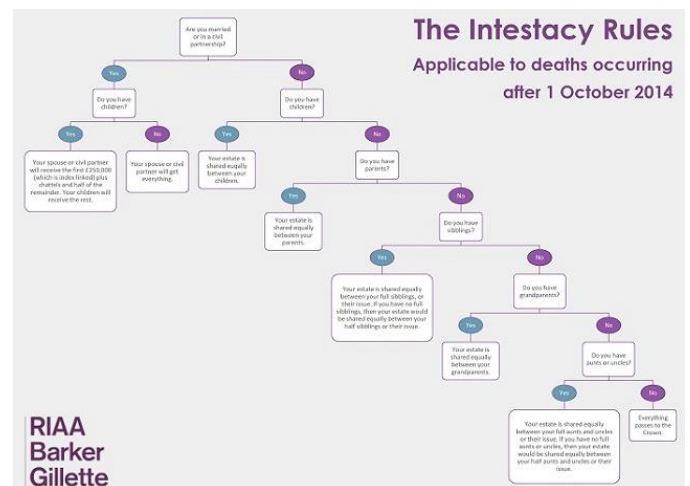 The Intestacy Rules
Applicable to deaths occurring
after 1 October 2014
Are you married
or in a civil
partnership?
Yes
No
Do you have
children?
Do you have
children?
Yes
No
Yes
No
Your spouse or civil partner
will receive the first £250,000
(which is index linked) plus
chattels and half of the
remainder. Your children will
receive the rest.
Your spouse or civil
partner will get
everything.
Your estate is
shared equally
between your
children.
Do you have
parents?
Yes
No
Your estate is
shared equally
between your
parents.
Do you have
siblings?
Yes
No
Your estate is shared equally
between your full siblings, or
their issue. If you have no full
siblings, then your estate would
be shared equally between your
half siblings or their issue.
Do you have
grandparents?
Yes
No
Your estate is
shared equally
between your
grandparents.
Do you have
aunts or uncles?
Yes
No
Your estate is shared equally
between your full aunts and uncles
or their issue. If you have no full
aunts or uncles, then your estate
would be shared equally between
your half aunts and uncles or their
issue.
Everything
passes to the
Crown.
RIAA
Barker
Gillette